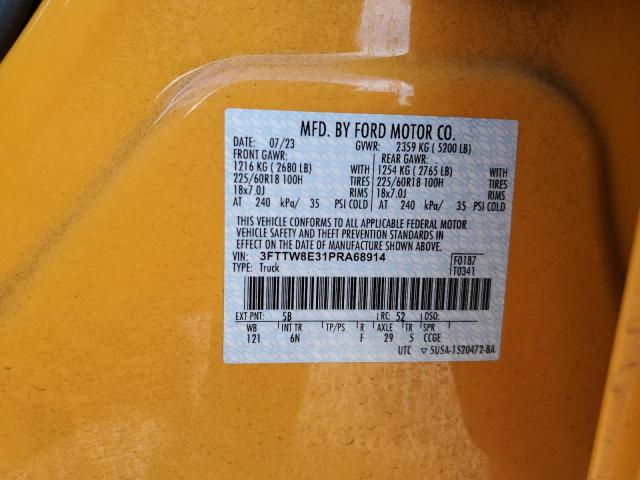 MFD. BY FORD MOTOR CO.
DATE: 07/23 GVWR: 2359 KG (5200 LB)
FRONT GAWR: REAR GAWR:
1216 KG (2680 LB) WITH 1254 KG (2765 LB) WITH
225/60R18 100H TIRES 225/60R18 100H TIRES
18x7.0J RIMS 18x7.0J RIMS
AT 240 kPa/ 35 PSI COLD AT 240 kPa/ 35 PSI COLD
THIS VEHICLE CONFORMS TO ALL APPLICABLE FEDERAL MOTOR
VEHICLE SAFETY AND THEFT PREVENTION STANDARDS IN
EFFECT ON THE DATE OF MANUFACTURE SHOWN ABOVE.
VIN: 3FTTW8E31PRA68914 F0187
TYPE: Truck T0341
EXT PNT: SB RC: 52 DSO:
WB INT TR TP/PS R AXLE TR SPR
121 6N F 29 5 CCGE
UTC ▽ 5U5A-1520472-BA